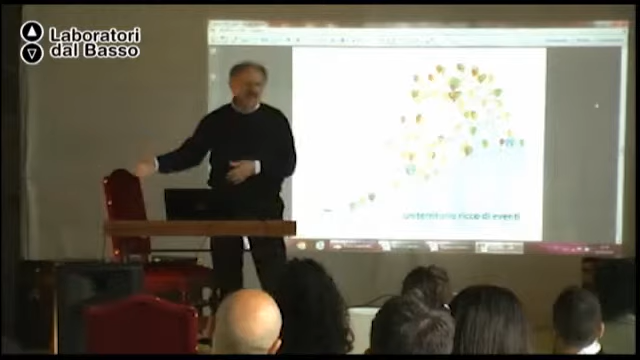 Laboratori
dal Basso
un territorio ricco di eventi